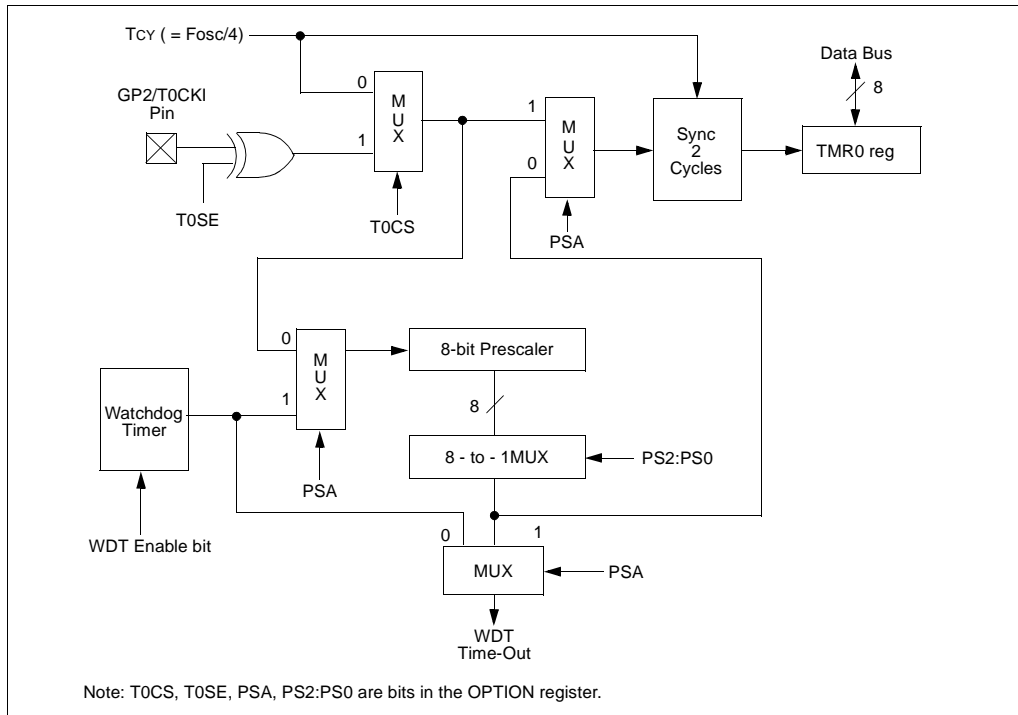 TCY ( = Fosc/4)
Data Bus
8
GP2/T0CKI
Pin
0
1
M
U
X
T0SE
T0CS
1
0
M
U
X
PSA
Sync
2
Cycles
TMR0 reg
0
1
M
U
X
PSA
8-bit Prescaler
8
8 - to - 1MUX
PS2:PS0
Watchdog
Timer
WDT Enable bit
0
1
MUX
PSA
WDT
Time-Out
Note: T0CS, T0SE, PSA, PS2:PS0 are bits in the OPTION register.